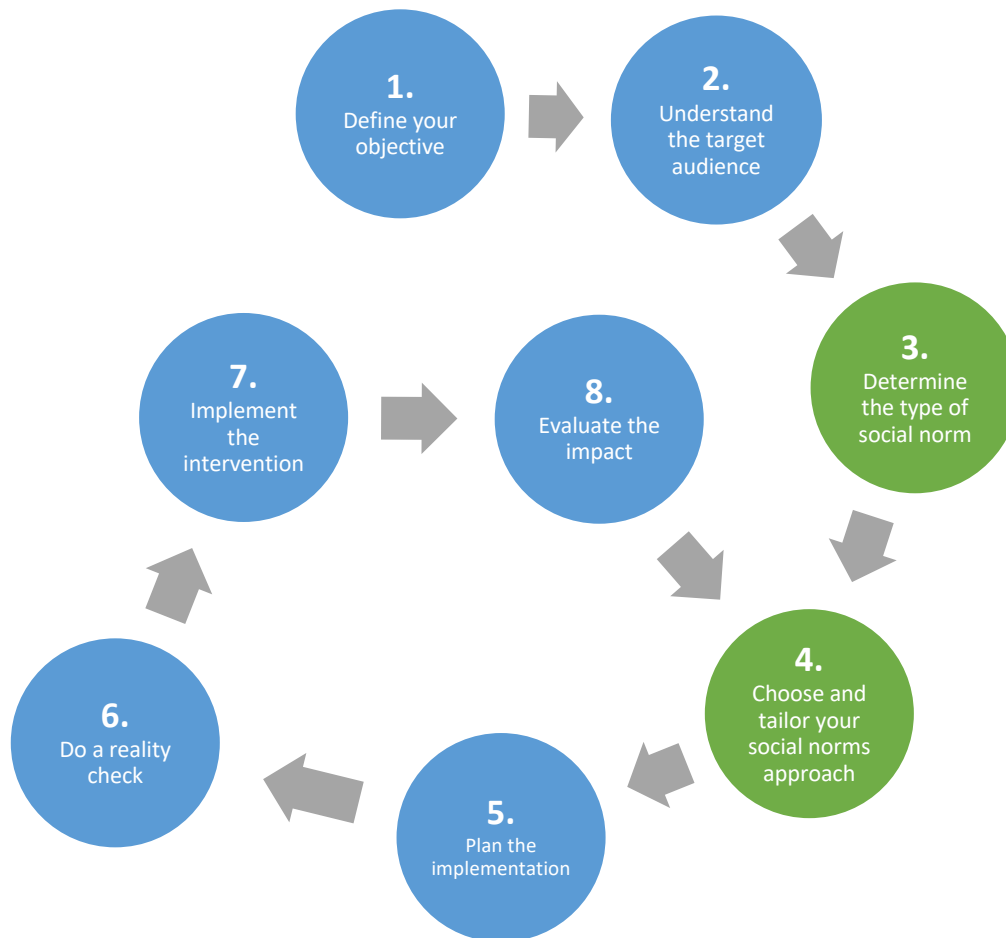 1.
Define your
objective
2.
Understand
the target
audience
3.
Determine
the type of
social norm
4.
Choose and
tailor your
social norms
approach
5.
Plan the
implementation
6.
Do a reality
check
7.
Implement
the
intervention
8.
Evaluate the
impact